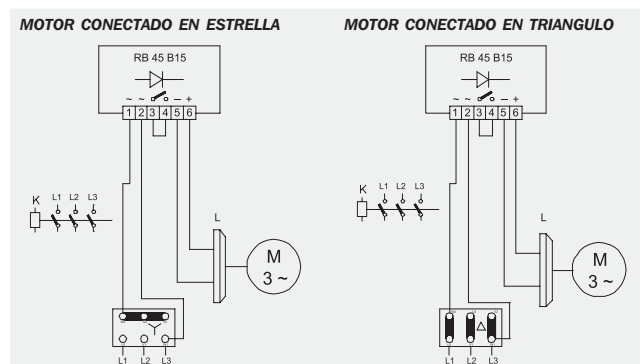 MOTOR CONECTADO EN ESTRELLA
RB 45 B15
~ ~ – +
1 2 3 4 5 6
K L1 L2 L3
L
M
3 ~
L1 L2 L3
MOTOR CONECTADO EN TRIANGULO
RB 45 B15
~ ~ – +
1 2 3 4 5 6
K L1 L2 L3
L
M
3 ~
L1 L2 L3